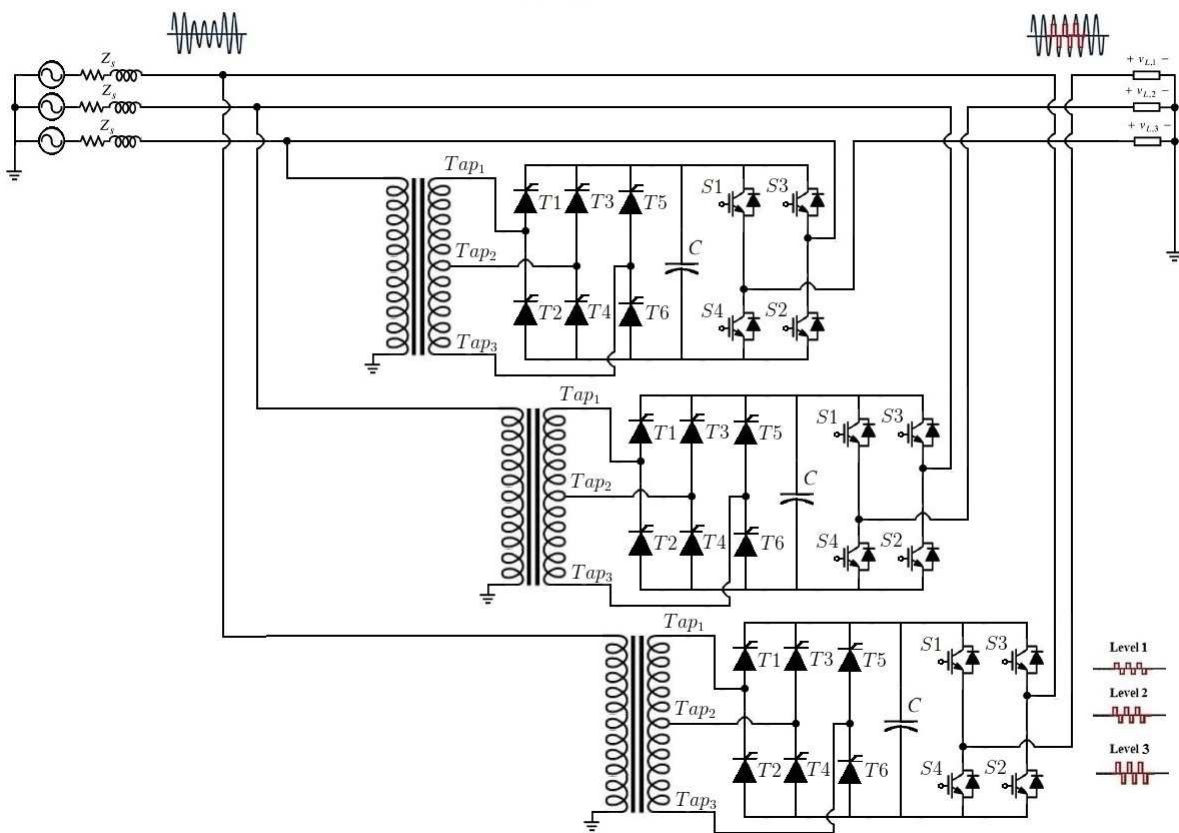 Z_s
Z_s
Z_s
+ v_{L,1} −
+ v_{L,2} −
+ v_{L,3} −
Tap_1
T1 T3 T5
S1 S3
Tap_2
C
T2 T4 T6
S4 S2
Tap_3
Tap_1
T1 T3 T5
S1 S3
Tap_2
C
T2 T4 T6
S4 S2
Tap_3
Tap_1
T1 T3 T5
S1 S3
Tap_2
C
T2 T4 T6
S4 S2
Tap_3
Level 1
Level 2
Level 3